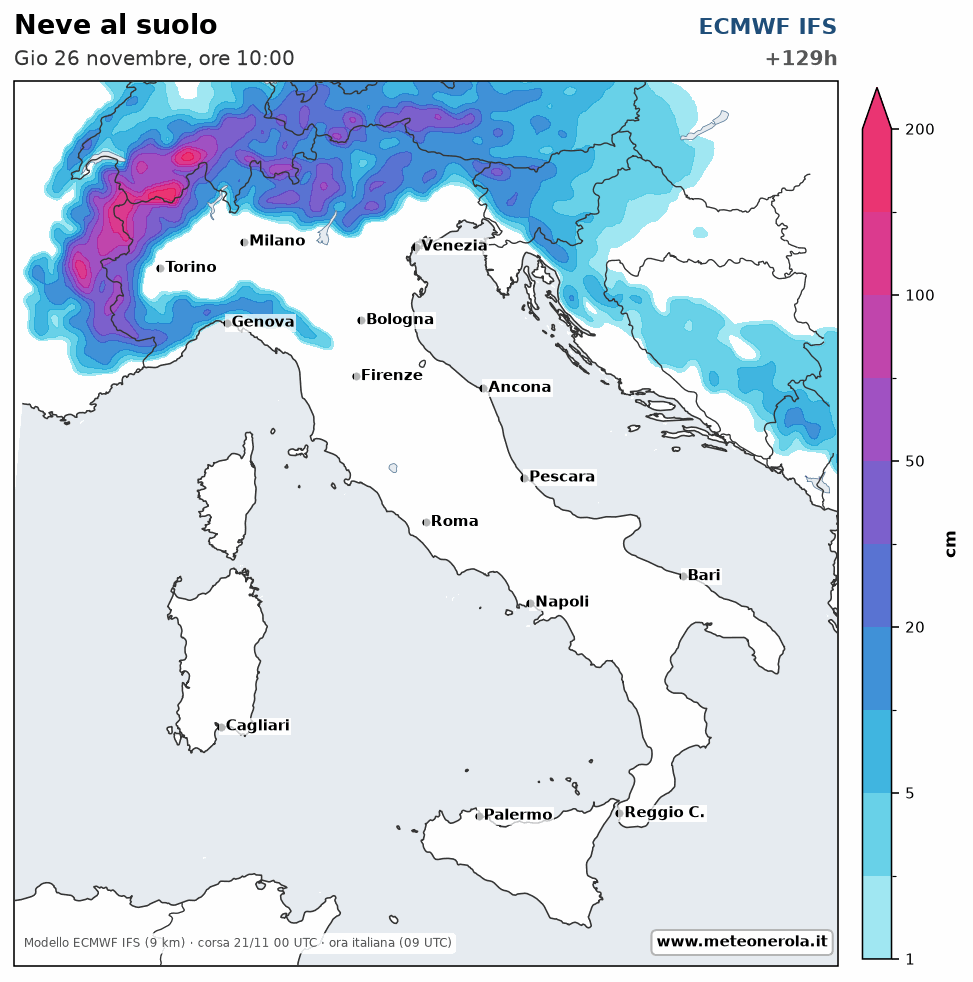 Neve al suolo
ECMWF IFS
Gio 26 novembre, ore 10:00
+129h
200
100
50
20
5
1
cm
Milano
Venezia
Torino
Genova
Bologna
Firenze
Ancona
Pescara
Roma
Bari
Napoli
Cagliari
Palermo
Reggio C.
Modello ECMWF IFS (9 km) · corsa 21/11 00 UTC · ora italiana (09 UTC)
www.meteonerola.it